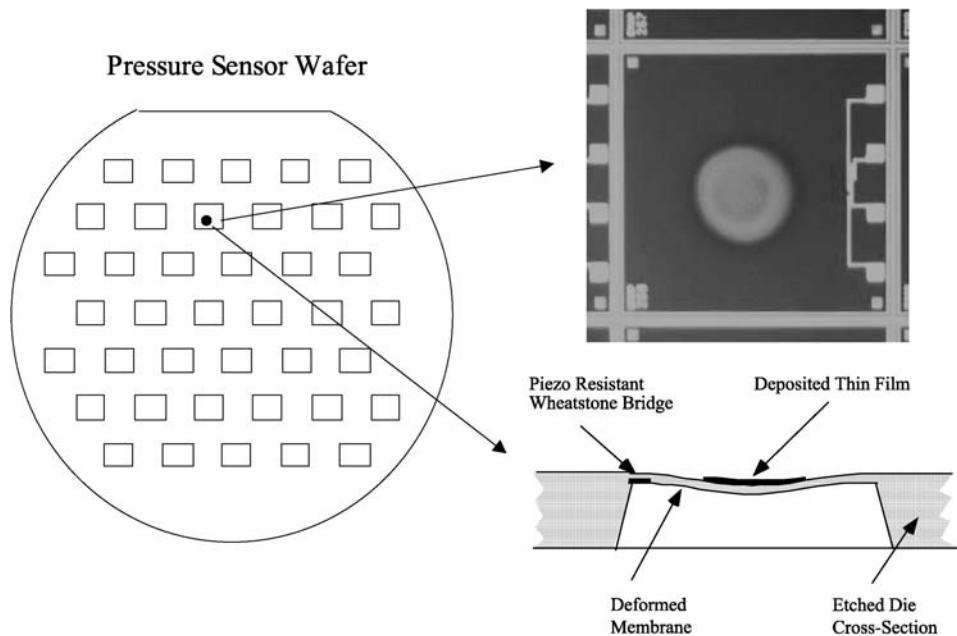 Pressure Sensor Wafer
Piezo Resistant
Wheatstone Bridge
Deposited Thin Film
Deformed
Membrane
Etched Die
Cross-Section